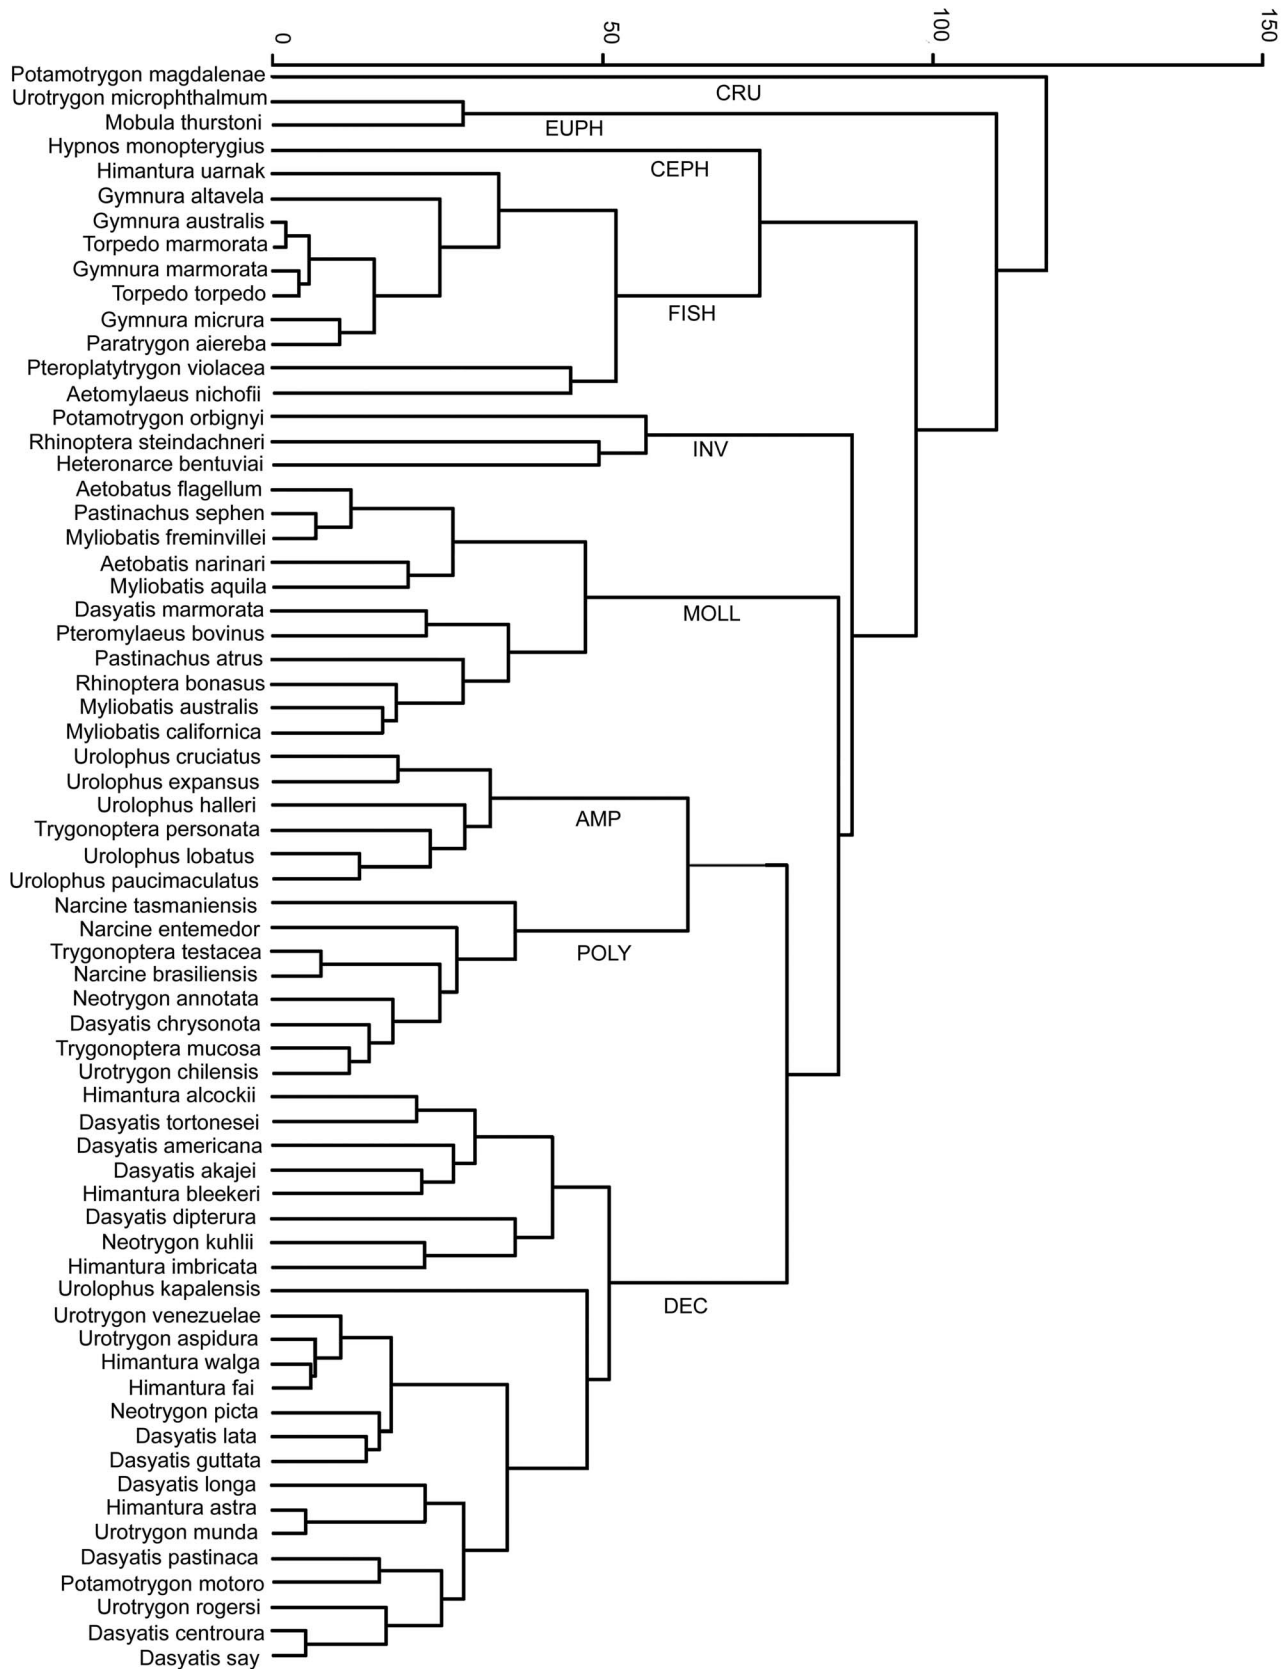 0
50
100
150
Potamotrygon magdalenae
CRU
Urotrygon microphthalmum
Mobula thurstoni
EUPH
Hypnos monopterygius
CEPH
Himantura uarnak
Gymnura altavela
Gymnura australis
Torpedo marmorata
Gymnura marmorata
Torpedo torpedo
FISH
Gymnura micrura
Paratrygon aiereba
Pteroplatytrygon violacea
Aetomylaeus nichofii
Potamotrygon orbignyi
Rhinoptera steindachneri
INV
Heteronarce bentuviai
Aetobatus flagellum
Pastinachus sephen
Myliobatis freminvillei
Aetobatis narinari
Myliobatis aquila
Dasyatis marmorata
MOLL
Pteromylaeus bovinus
Pastinachus atrus
Rhinoptera bonasus
Myliobatis australis
Myliobatis californica
Urolophus cruciatus
Urolophus expansus
Urolophus halleri
AMP
Trygonoptera personata
Urolophus lobatus
Urolophus paucimaculatus
Narcine tasmaniensis
Narcine entemedor
Trygonoptera testacea
POLY
Narcine brasiliensis
Neotrygon annotata
Dasyatis chrysonota
Trygonoptera mucosa
Urotrygon chilensis
Himantura alcockii
Dasyatis tortonesei
Dasyatis americana
Dasyatis akajei
Himantura bleekeri
Dasyatis dipterura
Neotrygon kuhlii
Himantura imbricata
Urolophus kapalensis
DEC
Urotrygon venezuelae
Urotrygon aspidura
Himantura walga
Himantura fai
Neotrygon picta
Dasyatis lata
Dasyatis guttata
Dasyatis longa
Himantura astra
Urotrygon munda
Dasyatis pastinaca
Potamotrygon motoro
Urotrygon rogersi
Dasyatis centroura
Dasyatis say